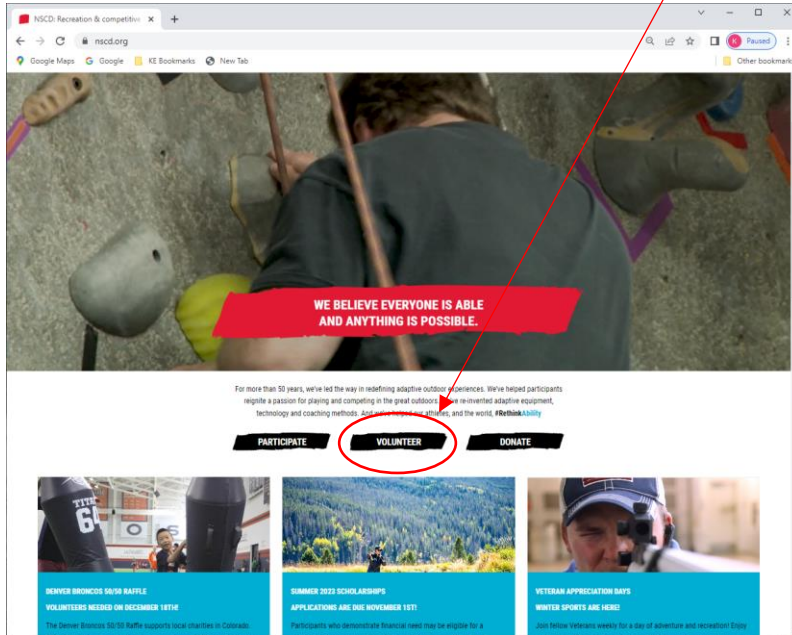 NSCD: Recreation & competitive
nscd.org
Paused
Google Maps
Google
KE Bookmarks
New Tab
Other bookmark
WE BELIEVE EVERYONE IS ABLE
AND ANYTHING IS POSSIBLE.
For more than 50 years, we've led the way in redefining adaptive outdoor experiences. We've helped participants
reignite a passion for playing and competing in the great outdoors. re-invented adaptive equipment,
technology and coaching methods. And we've helped our athletes, and the world, #RethinkAbility
PARTICIPATE
VOLUNTEER
DONATE
TITA
DENVER BRONCOS 50/50 RAFFLE
VOLUNTEERS NEEDED ON DECEMBER 18TH!
The Denver Broncos 50/50 Raffle supports local charities in Colorado.
SUMMER 2023 SCHOLARSHIPS
APPLICATIONS ARE DUE NOVEMBER 1ST!
Participants who demonstrate financial need may be eligible for a
VETERAN APPRECIATION DAYS
WINTER SPORTS ARE HERE!
Join fellow Veterans weekly for a day of adventure and recreation! Enjoy